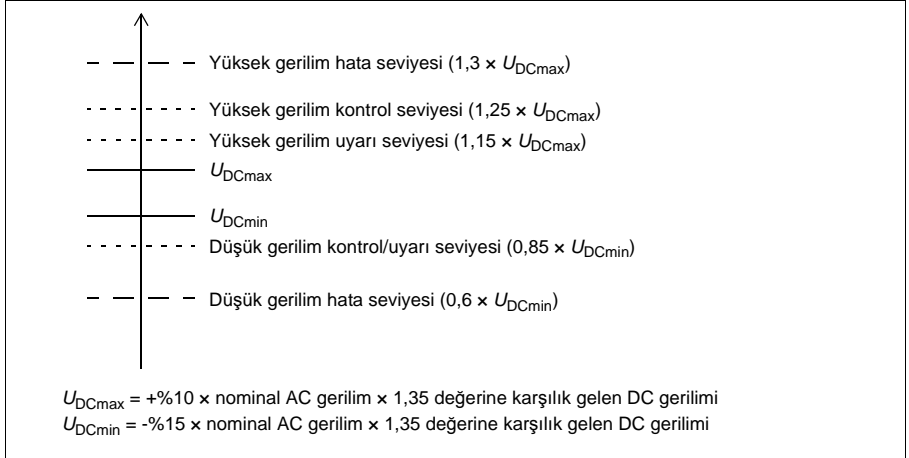 Yüksek gerilim hata seviyesi (1,3 × UDCmax)
Yüksek gerilim kontrol seviyesi (1,25 × UDCmax)
Yüksek gerilim uyarı seviyesi (1,15 × UDCmax)
UDCmax
UDCmin
Düşük gerilim kontrol/uyarı seviyesi (0,85 × UDCmin)
Düşük gerilim hata seviyesi (0,6 × UDCmin)
UDCmax = +%10 × nominal AC gerilim × 1,35 değerine karşılık gelen DC gerilimi
UDCmin = -%15 × nominal AC gerilim × 1,35 değerine karşılık gelen DC gerilimi